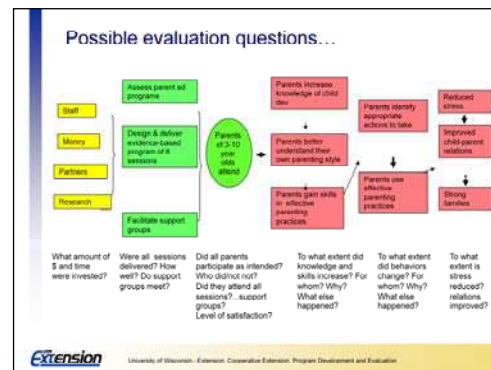 Possible evaluation questions…
Staff
Money
Partners
Research
Assess parent ed
programs
Design & deliver
evidence-based
program of 8
sessions
Facilitate support
groups
Parents
of 3-10
year
olds
attend
Parents increase
knowledge of child
dev
Parents better
understand their
own parenting style
Parents gain skills
in effective
parenting
practices
Parents identify
appropriate
actions to take
Parents use
effective parenting
practices
Reduced
stress
Improved
child-parent
relations
Strong
families
What amount of
$ and time
were invested?
Were all sessions
delivered? How
well? Do support
groups meet?
Did all parents
participate as intended?
Who did/not not?
Did they attend all
sessions?...support
groups?
Level of satisfaction?
To what extent did
knowledge and
skills increase? For
whom? Why?
What else
happened?
To what extent
did behaviors
change? For
whom? Why?
What else
happened?
To what
extent is
stress
reduced?
relations
improved?
Extension
University of Wisconsin - Extension, Cooperative Extension, Program Development and Evaluation